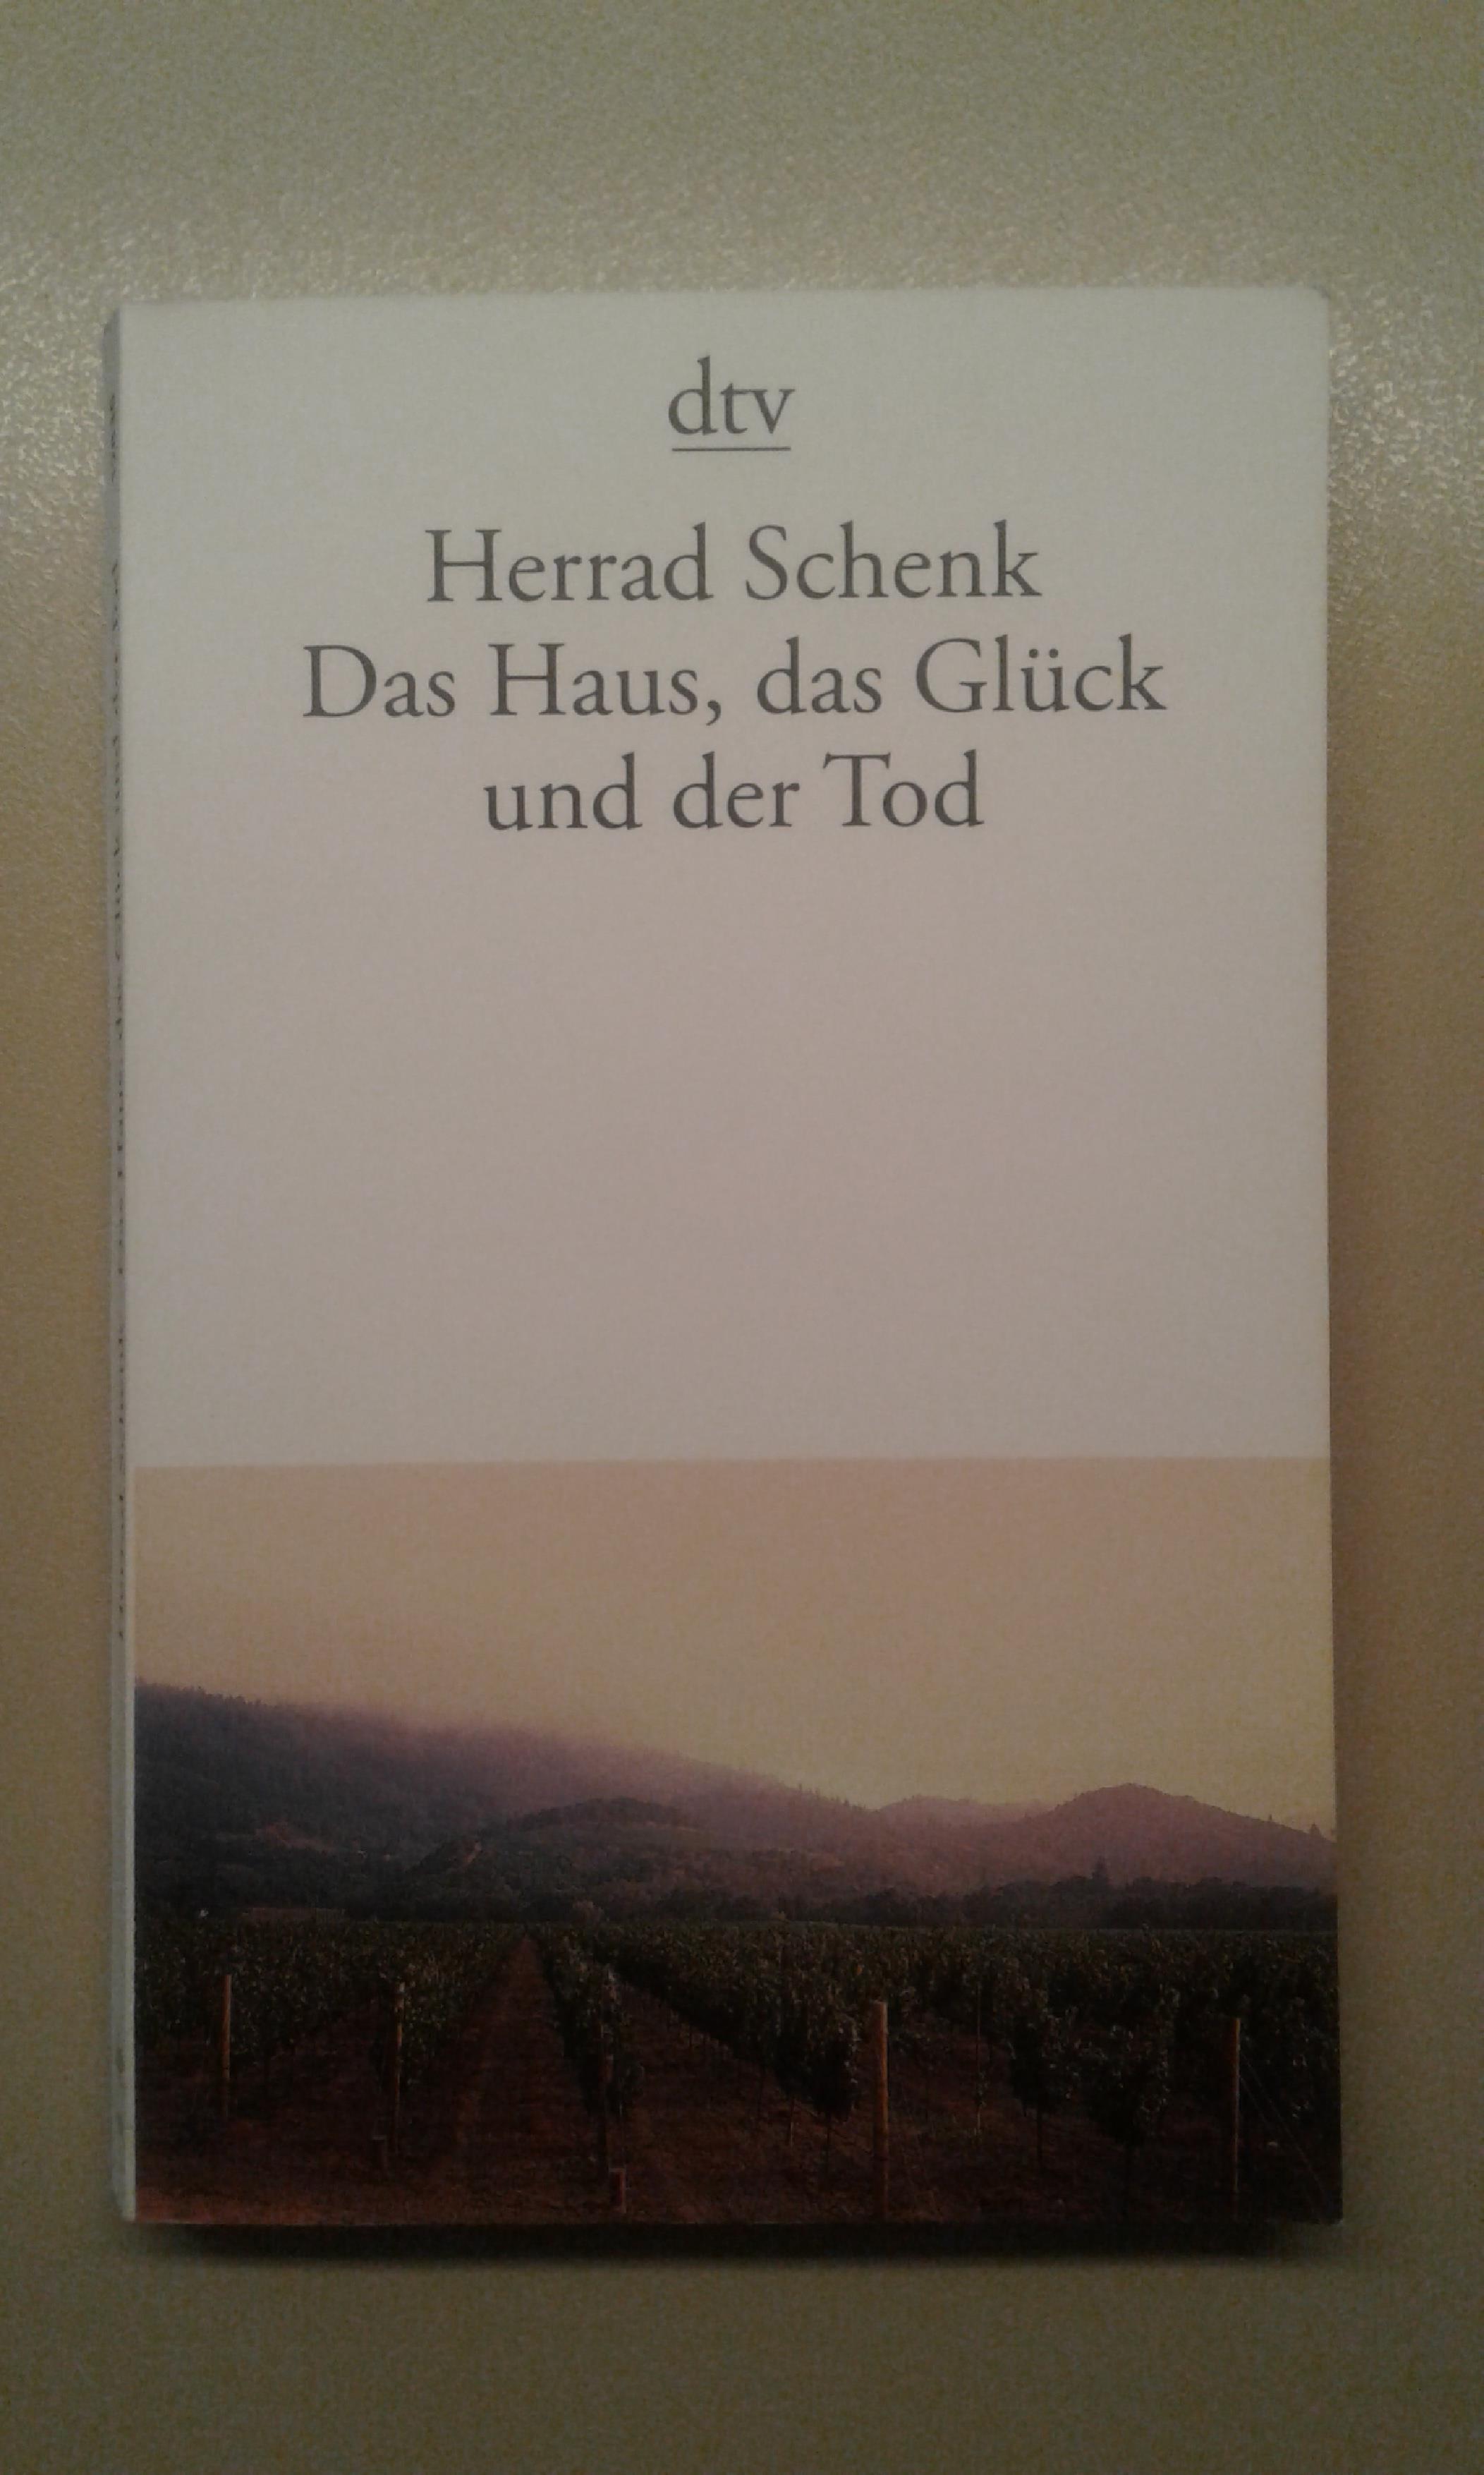 dtv
Herrad Schenk
Das Haus, das Glück
und der Tod